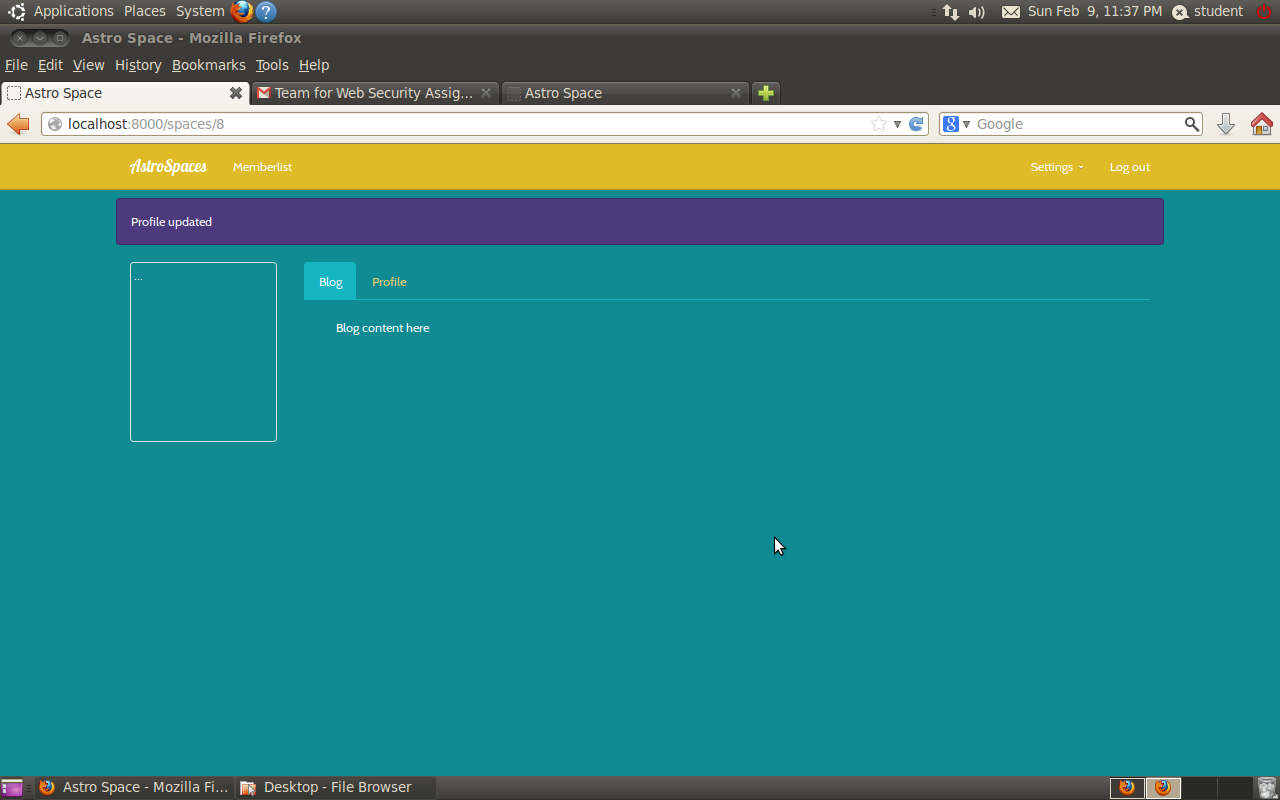 Applications Places System Sun Feb 9, 11:37 PM student
Astro Space - Mozilla Firefox
File Edit View History Bookmarks Tools Help
Astro Space Team for Web Security Assig... Astro Space
localhost:8000/spaces/8 Google
AstroSpaces Memberlist Settings Log out
Profile updated
... Blog Profile
Blog content here
Astro Space - Mozilla Fi... Desktop - File Browser